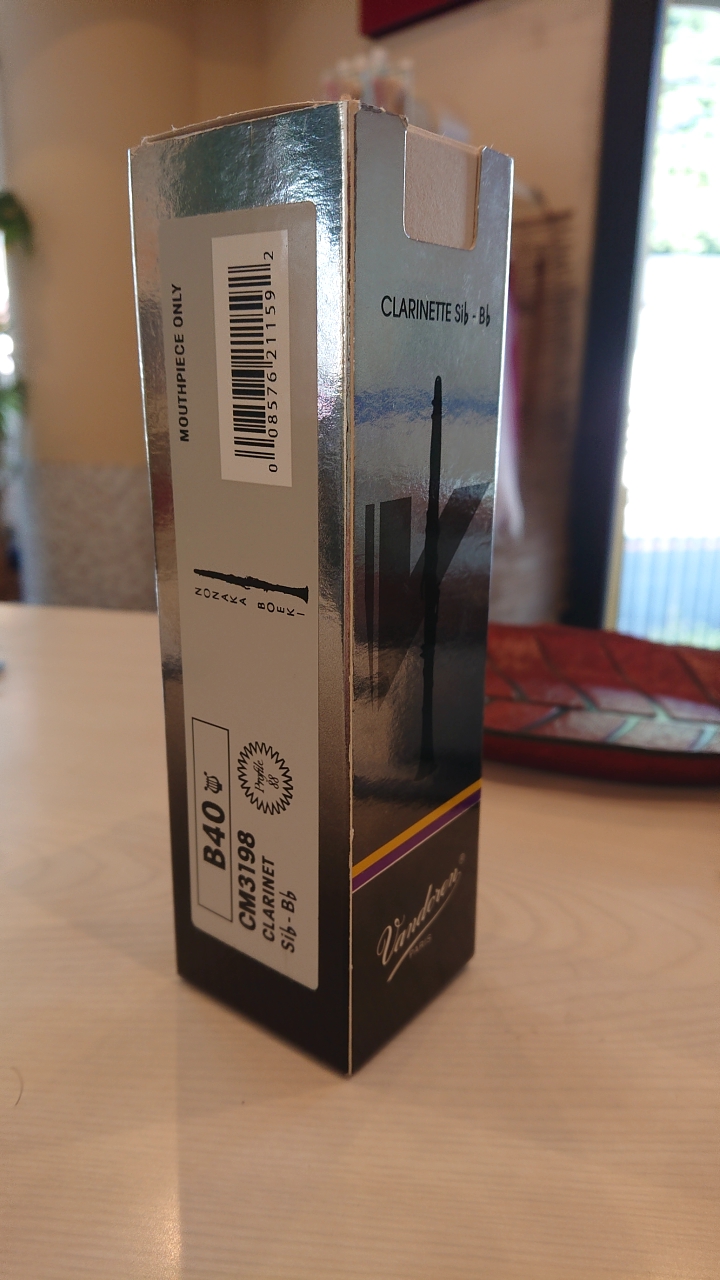 MOUTHPIECE ONLY
0 08576 21159 2
NONAKA BOEKI
B40
Profile 88
CM3198
CLARINET
Si♭ - B♭
CLARINETTE Si♭ - B♭
V
Vandoren®
PARIS